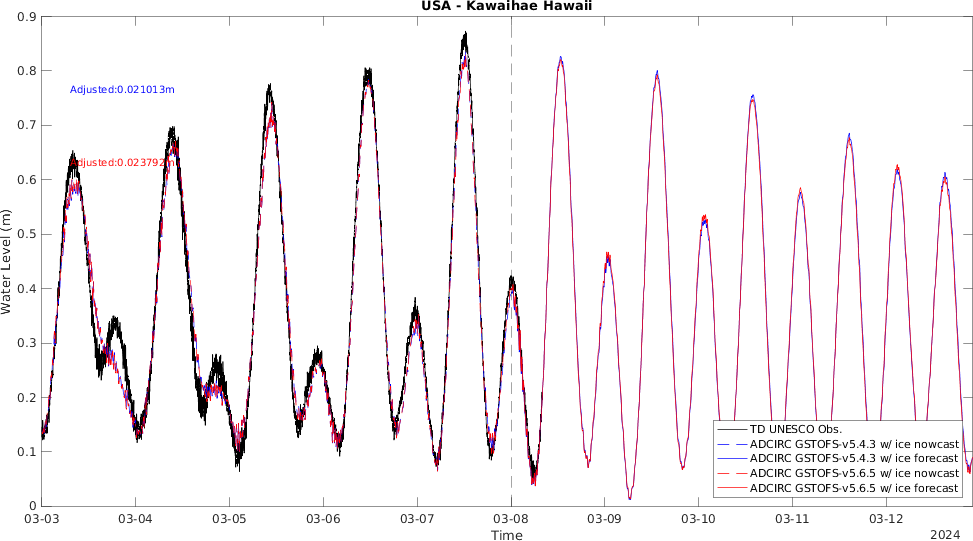 USA - Kawaihae Hawaii
0.9
0.8
0.7
0.6
0.5
0.4
0.3
0.2
0.1
0
Water Level (m)
Adjusted:0.021013m
Adjusted:0.023792m
TD UNESCO Obs.
ADCIRC GSTOFS-v5.4.3 w/ ice nowcast
ADCIRC GSTOFS-v5.4.3 w/ ice forecast
ADCIRC GSTOFS-v5.6.5 w/ ice nowcast
ADCIRC GSTOFS-v5.6.5 w/ ice forecast
03-03 03-04 03-05 03-06 03-07 03-08 03-09 03-10 03-11 03-12
Time
2024